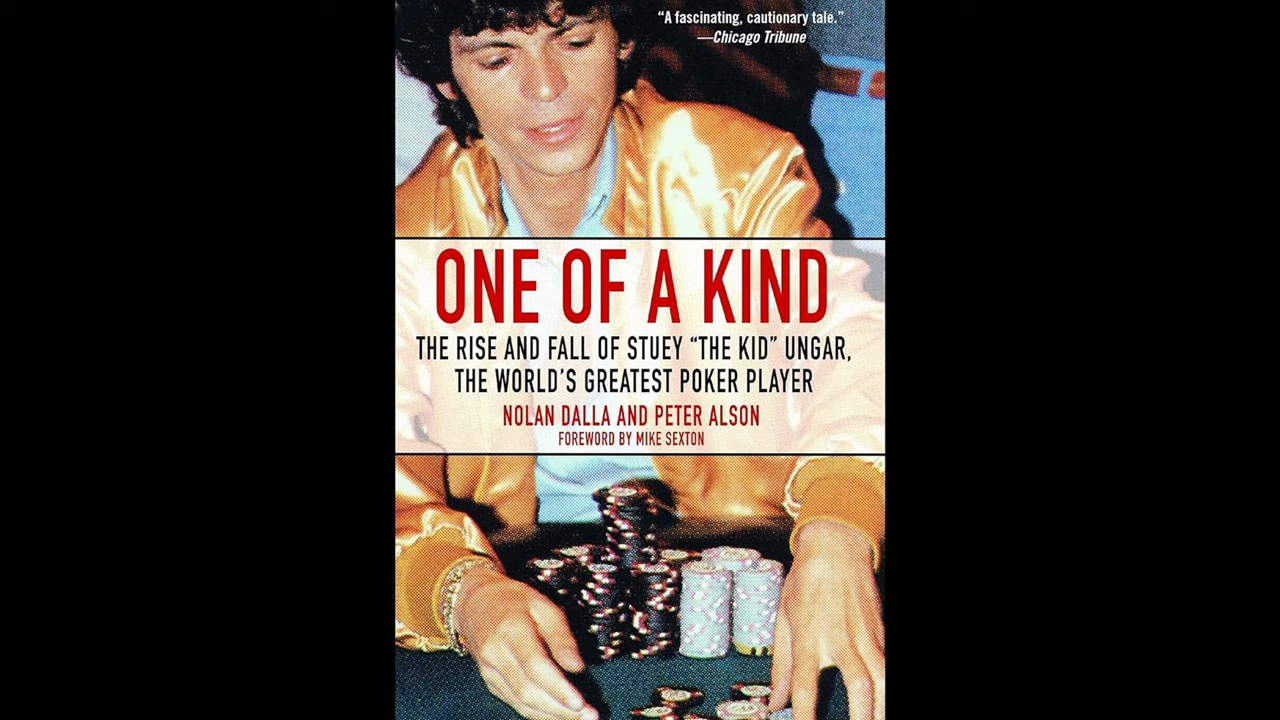 “A fascinating, cautionary tale.”
—Chicago Tribune
ONE OF A KIND
THE RISE AND FALL OF STUEY “THE KID” UNGAR,
THE WORLD’S GREATEST POKER PLAYER
NOLAN DALLA AND PETER ALSON
FOREWORD BY MIKE SEXTON